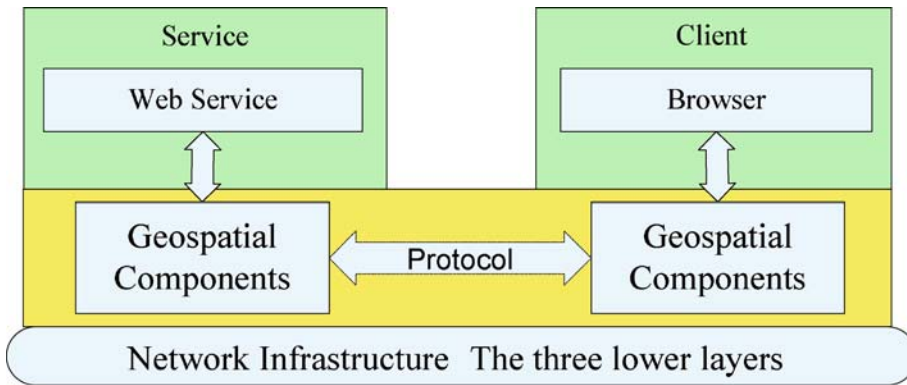 Service
Client
Web Service
Browser
Geospatial
Components
Protocol
Geospatial
Components
Network Infrastructure The three lower layers